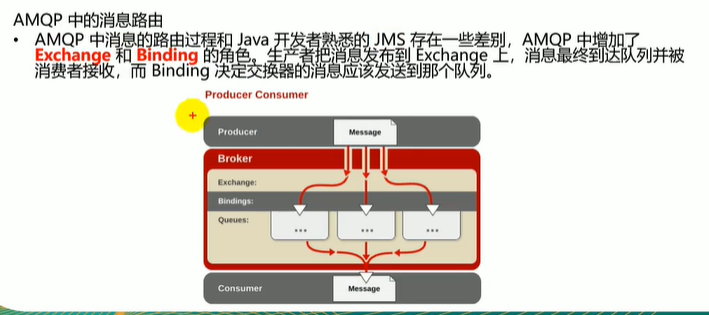 AMQP 中的消息路由
• AMQP 中消息的路由过程和 Java 开发者熟悉的 JMS 存在一些差别，AMQP 中增加了
Exchange 和 Binding 的角色。生产者把消息发布到 Exchange 上，消息最终到达队列并被
消费者接收，而 Binding 决定交换器的消息应该发送到那个队列。
Producer Consumer
Producer
Message
Broker
Exchange:
Bindings:
Queues:
... ... ...
Consumer
Message